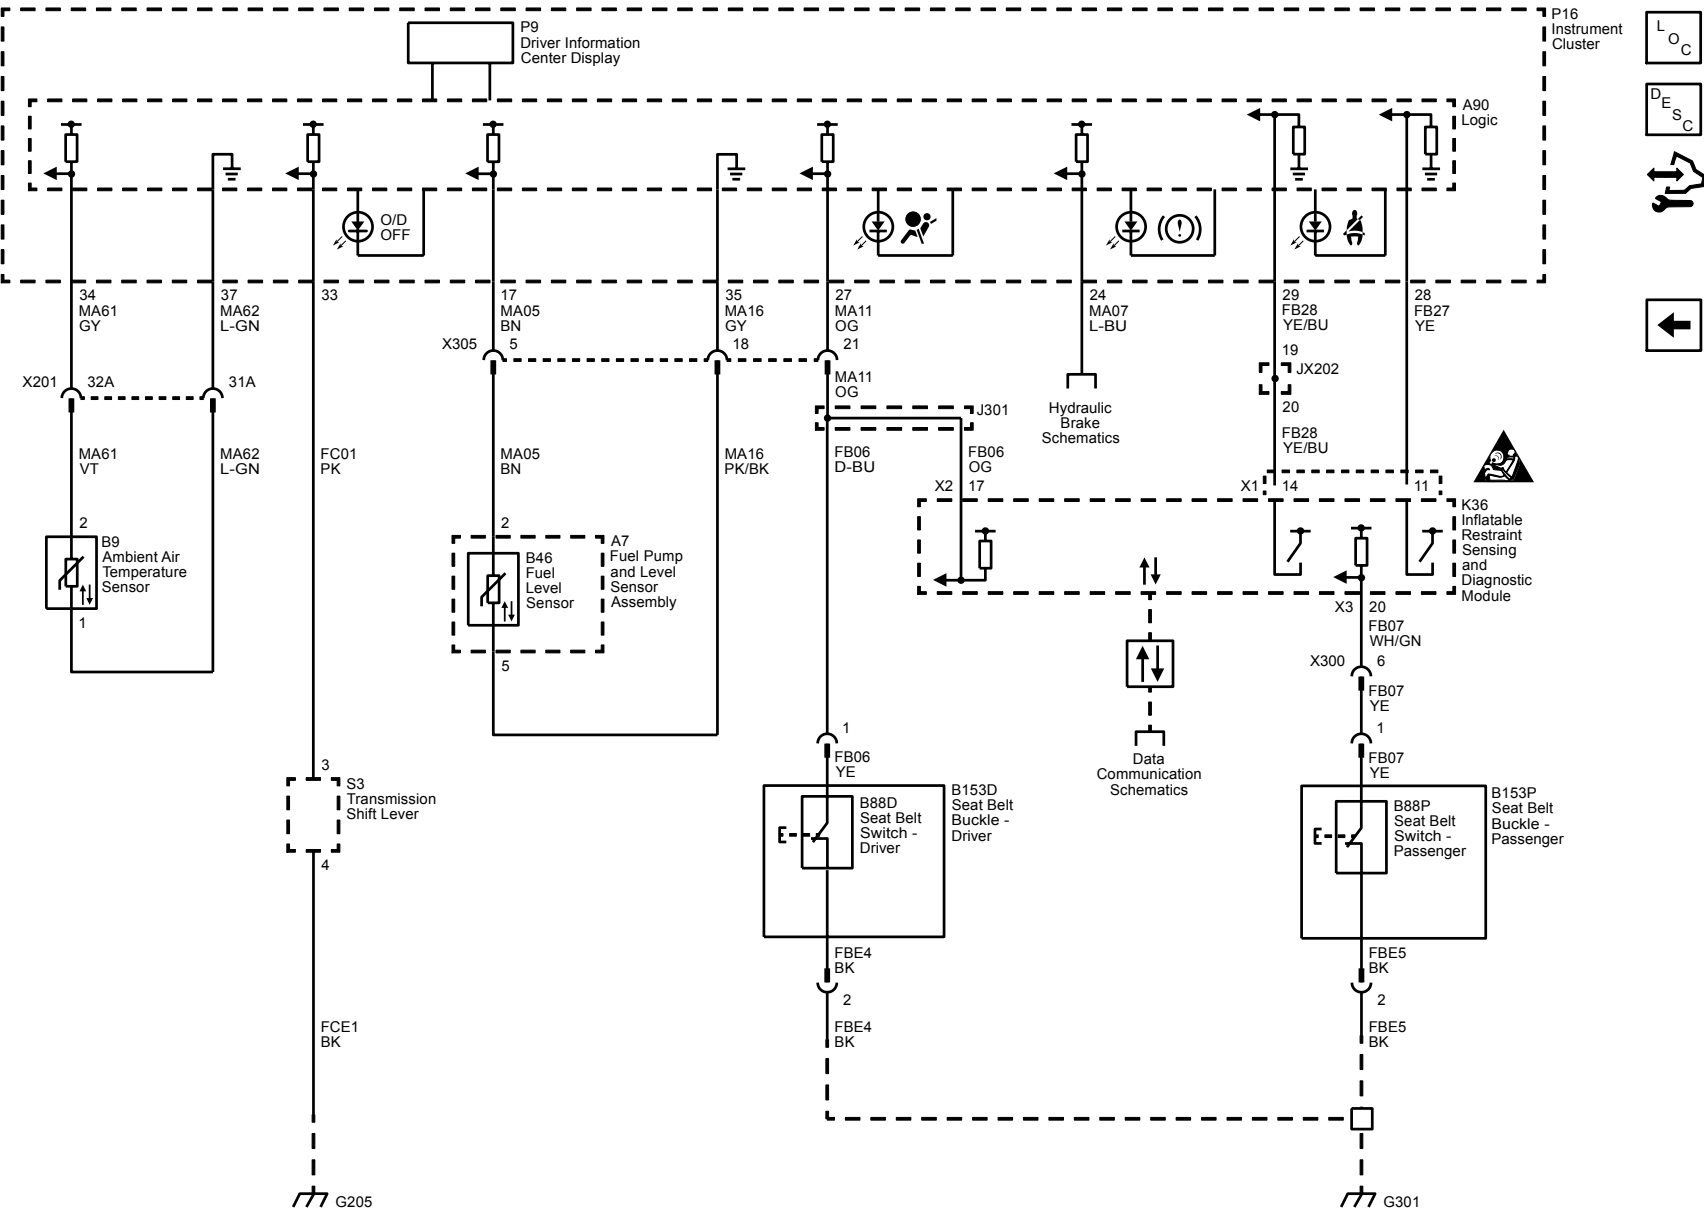 P9
Driver Information
Center Display
P16
Instrument
Cluster
L
O
C
D
E
S
C
A90
Logic
O/D
OFF
34
MA61
GY
37
MA62
L-GN
33
17
MA05
BN
35
MA16
GY
27
MA11
OG
24
MA07
L-BU
29
FB28
YE/BU
28
FB27
YE
X305
5
18
21
19
JX202
20
X201
32A
31A
MA11
OG
J301
Hydraulic
Brake
Schematics
FB28
YE/BU
MA61
VT
MA62
L-GN
FC01
PK
MA05
BN
MA16
PK/BK
FB06
D-BU
FB06
OG
X2
17
X1
14
11
K36
Inflatable
Restraint
Sensing
and
Diagnostic
Module
2
B9
Ambient Air
Temperature
Sensor
1
2
A7
Fuel Pump
and Level
Sensor
Assembly
B46
Fuel
Level
Sensor
5
X3
20
FB07
WH/GN
X300
6
FB07
YE
1
FB07
YE
1
FB06
YE
Data
Communication
Schematics
3
S3
Transmission
Shift Lever
4
B88D
Seat Belt
Switch -
Driver
B153D
Seat Belt
Buckle -
Driver
B88P
Seat Belt
Switch -
Passenger
B153P
Seat Belt
Buckle -
Passenger
FBE4
BK
2
FBE4
BK
FBE5
BK
2
FBE5
BK
FCE1
BK
G205
G301